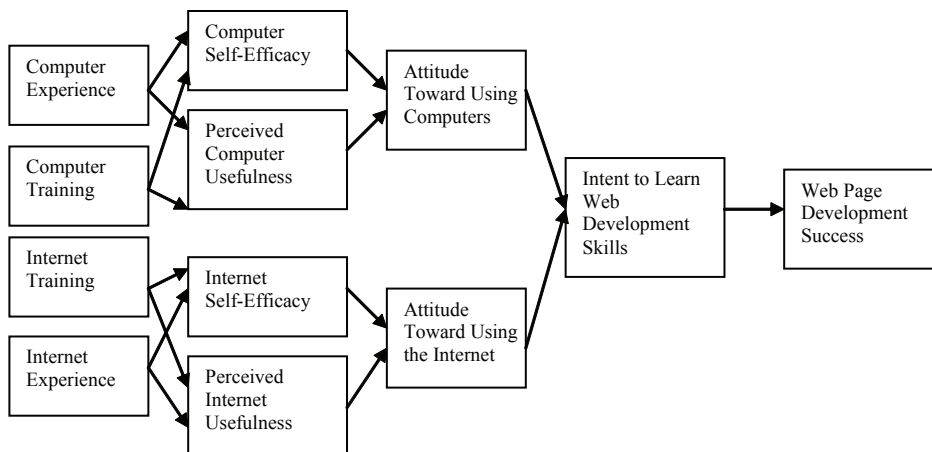 Computer
Experience
Computer
Training
Internet
Training
Internet
Experience
Computer
Self-Efficacy
Perceived
Computer
Usefulness
Internet
Self-Efficacy
Perceived
Internet
Usefulness
Attitude
Toward Using
Computers
Attitude
Toward Using
the Internet
Intent to Learn
Web
Development
Skills
Web Page
Development
Success